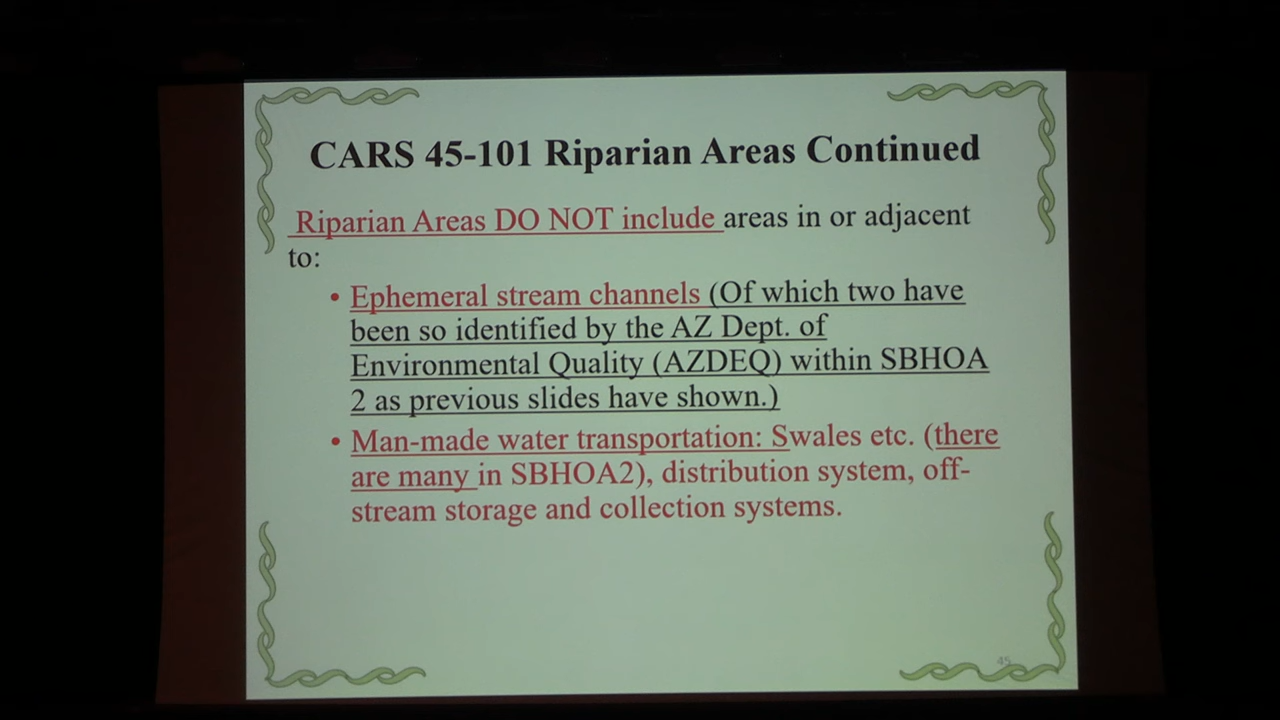 CARS 45-101 Riparian Areas Continued
Riparian Areas DO NOT include areas in or adjacent
to:
• Ephemeral stream channels (Of which two have
been so identified by the AZ Dept. of
Environmental Quality (AZDEQ) within SBHOA
2 as previous slides have shown.)
• Man-made water transportation: Swales etc. (there
are many in SBHOA2), distribution system, off-
stream storage and collection systems.
45